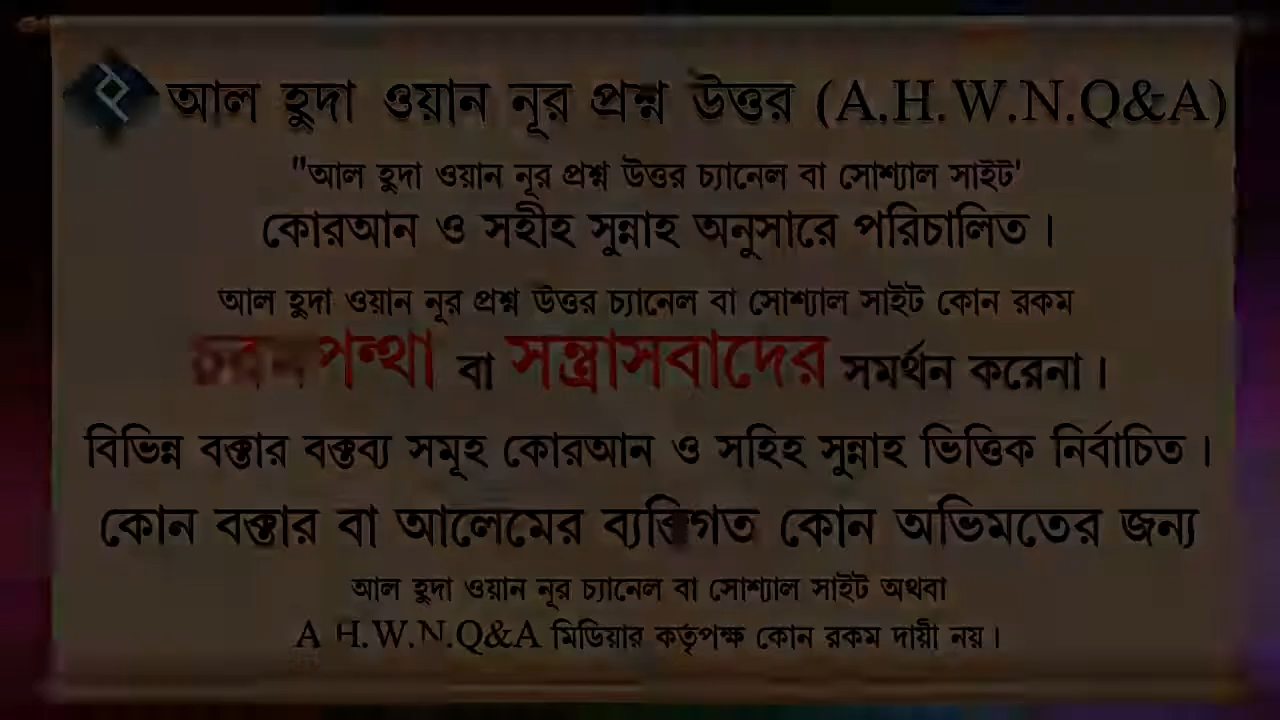 আল হুদা ওয়ান নূর প্রশ্ন উত্তর (A.H.W.N.Q&A)
"আল হুদা ওয়ান নূর প্রশ্ন উত্তর চ্যানেল বা সোশ্যাল সাইট'
কোরআন ও সহীহ সুন্নাহ অনুসারে পরিচালিত।
আল হুদা ওয়ান নূর প্রশ্ন উত্তর চ্যানেল বা সোশ্যাল সাইট কোন রকম
চরমপন্থা বা সন্ত্রাসবাদের সমর্থন করেনা।
বিভিন্ন বক্তার বক্তব্য সমূহ কোরআন ও সহিহ সুন্নাহ ভিত্তিক নির্বাচিত।
কোন বক্তার বা আলেমের ব্যক্তিগত কোন অভিমতের জন্য
আল হুদা ওয়ান নূর চ্যানেল বা সোশ্যাল সাইট অথবা
A H.W.N.Q&A মিডিয়ার কর্তৃপক্ষ কোন রকম দায়ী নয়।